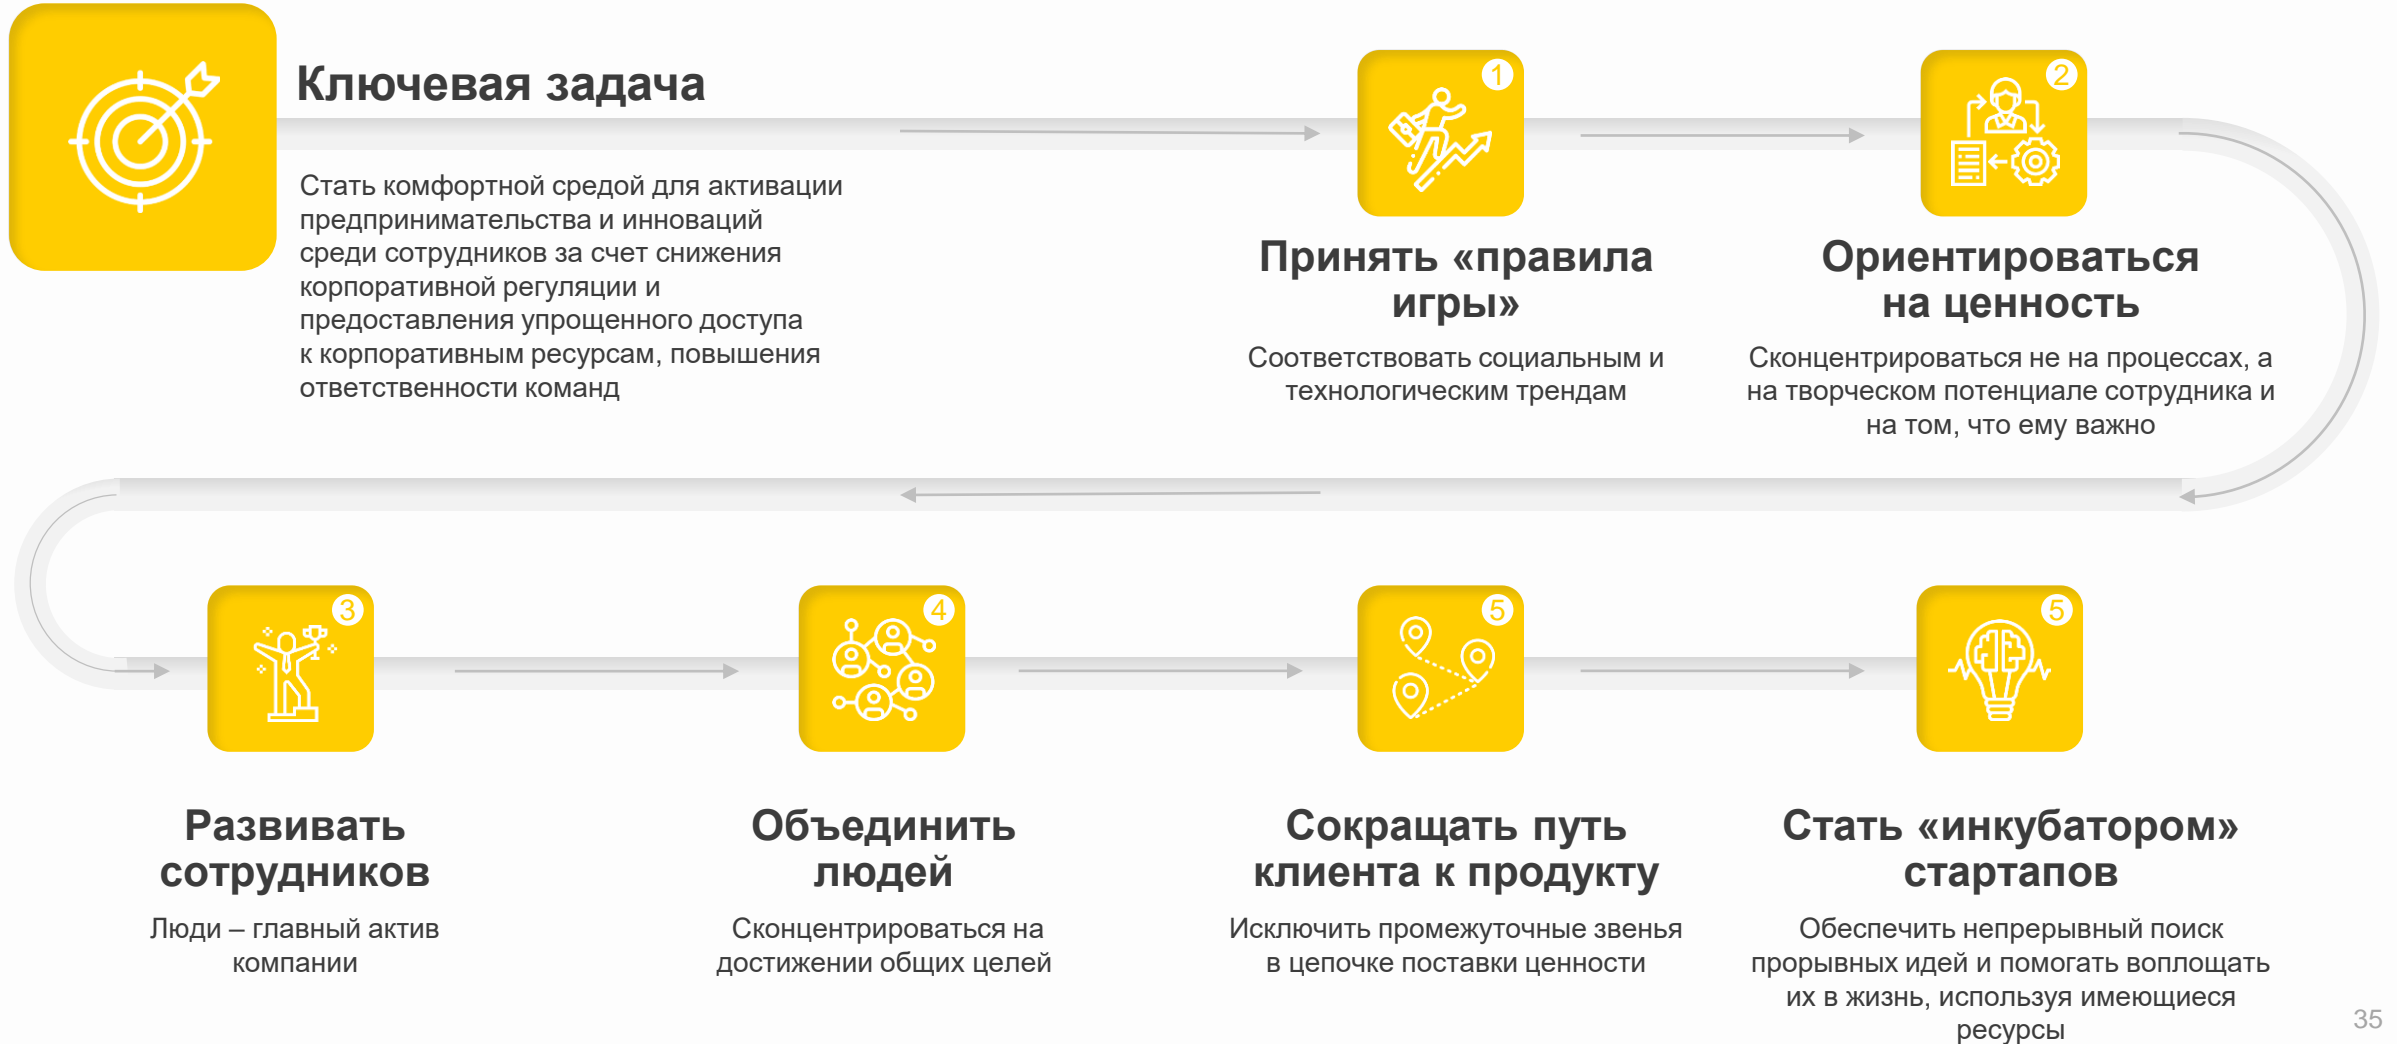 Ключевая задача
Стать комфортной средой для активации
предпринимательства и инноваций
среди сотрудников за счет снижения
корпоративной регуляции и
предоставления упрощенного доступа
к корпоративным ресурсам, повышения
ответственности команд
1
Принять «правила
игры»
Соответствовать социальным и
технологическим трендам
2
Ориентироваться
на ценность
Сконцентрироваться не на процессах, а
на творческом потенциале сотрудника и
на том, что ему важно
3
Развивать
сотрудников
Люди – главный актив
компании
4
Объединить
людей
Сконцентрироваться на
достижении общих целей
5
Сокращать путь
клиента к продукту
Исключить промежуточные звенья
в цепочке поставки ценности
5
Стать «инкубатором»
стартапов
Обеспечить непрерывный поиск
прорывных идей и помогать воплощать
их в жизнь, используя имеющиеся
ресурсы
35